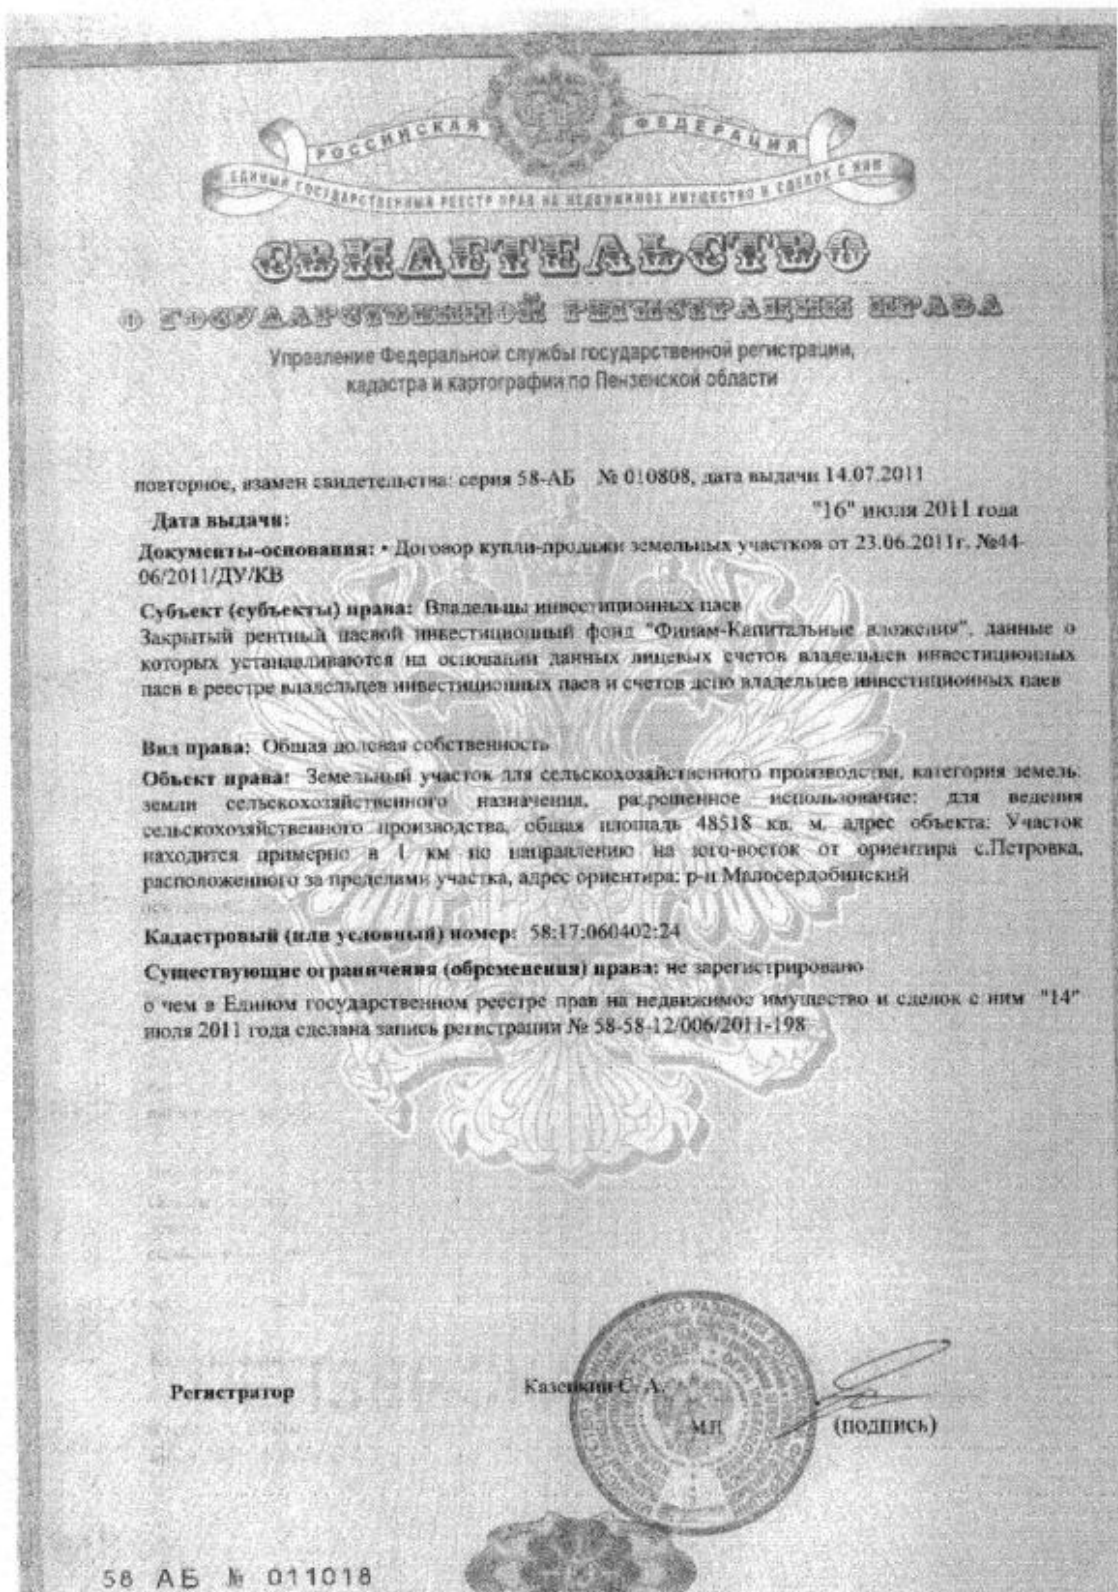 РОССИЙСКАЯ ФЕДЕРАЦИЯ
ЕДИНЫЙ ГОСУДАРСТВЕННЫЙ РЕЕСТР ПРАВ НА НЕДВИЖИМОЕ ИМУЩЕСТВО И СДЕЛОК С НИМ
СВИДЕТЕЛЬСТВО
О ГОСУДАРСТВЕННОЙ РЕГИСТРАЦИИ ПРАВА
Управление Федеральной службы государственной регистрации,
кадастра и картографии по Пензенской области
повторное, взамен свидетельства: серия 58-АБ № 010808, дата выдачи 14.07.2011
Дата выдачи: "16" июля 2011 года
Документы-основания: • Договор купли-продажи земельных участков от 23.06.2011г. №44-
06/2011/ДУ/КВ
Субъект (субъекты) права: Владельцы инвестиционных паев
Закрытый рентный паевой инвестиционный фонд "Финам-Капитальные вложения", данные о
которых устанавливаются на основании данных лицевых счетов владельцев инвестиционных
паев в реестре владельцев инвестиционных паев и счетов депо владельцев инвестиционных паев
Вид права: Общая долевая собственность
Объект права: Земельный участок для сельскохозяйственного производства, категория земель:
земли сельскохозяйственного назначения, разрешенное использование: для ведения
сельскохозяйственного производства, общая площадь 48518 кв. м, адрес объекта: Участок
находится примерно в 1 км по направлению на юго-восток от ориентира с.Петровка,
расположенного за пределами участка, адрес ориентира: р-н Малосердобинский
Кадастровый (или условный) номер: 58:17:060402:24
Существующие ограничения (обременения) права: не зарегистрировано
о чем в Едином государственном реестре прав на недвижимое имущество и сделок с ним "14"
июля 2011 года сделана запись регистрации № 58-58-12/006/2011-198
Регистратор Казенкин С. А.
М.П. (подпись)
58 АБ № 011018